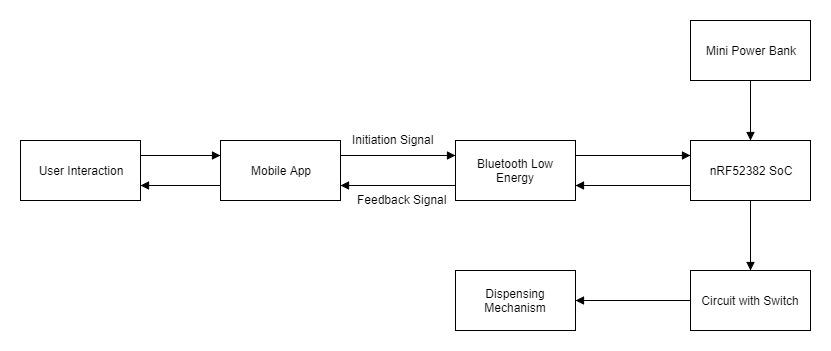 Mini Power Bank
Initiation Signal
User Interaction
Mobile App
Bluetooth Low
Energy
nRF52382 SoC
Feedback Signal
Dispensing
Mechanism
Circuit with Switch